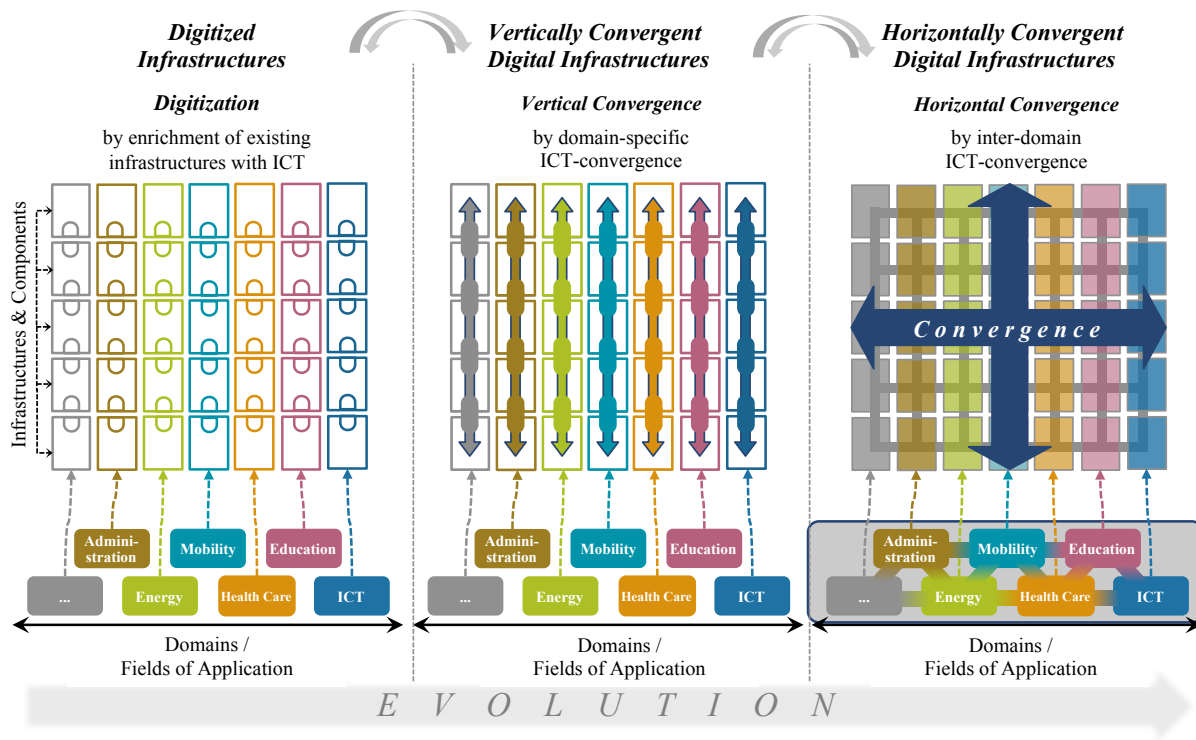 Digitized
Infrastructures
Digitization
by enrichment of existing
infrastructures with ICT
Infrastructures & Components
Admini-
stration
Mobility
Education
...
Energy
Health Care
ICT
Domains /
Fields of Application
Vertically Convergent
Digital Infrastructures
Vertical Convergence
by domain-specific
ICT-convergence
Admini-
stration
Mobility
Education
...
Energy
Health Care
ICT
Domains /
Fields of Application
Horizontally Convergent
Digital Infrastructures
Horizontal Convergence
by inter-domain
ICT-convergence
Convergence
Admini-
stration
Moblility
Education
...
Energy
Health Care
ICT
Domains /
Fields of Application
EVOLUTION